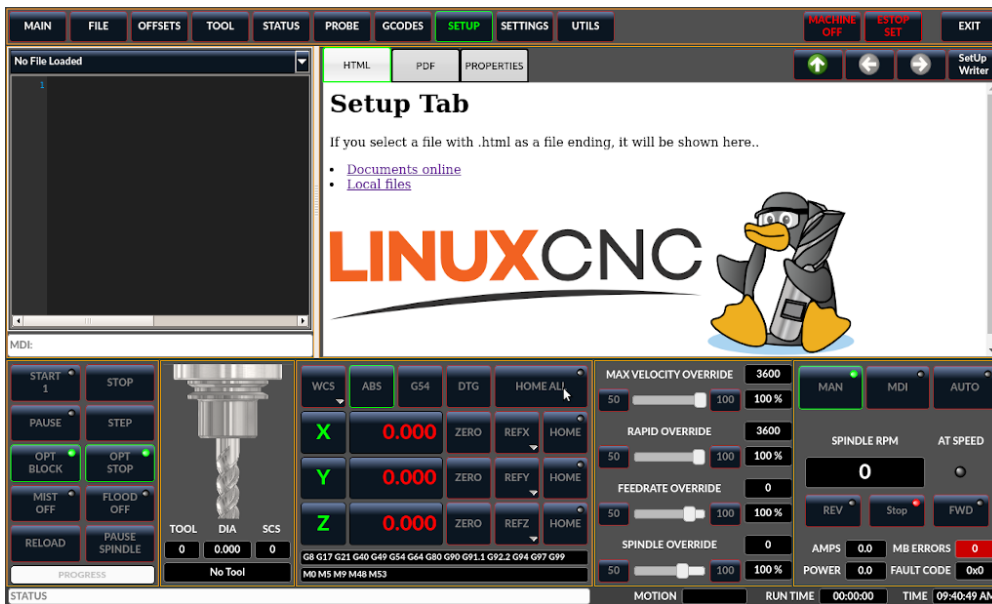 MAIN FILE OFFSETS TOOL STATUS PROBE GCODES SETUP SETTINGS UTILS MACHINE OFF ESTOP SET EXIT
No File Loaded
1
MDI:
HTML PDF PROPERTIES SetUp Writer
Setup Tab
If you select a file with .html as a file ending, it will be shown here..
• Documents online
• Local files
LINUXCNC
START 1 STOP
PAUSE STEP
OPT BLOCK OPT STOP
MIST OFF FLOOD OFF
RELOAD PAUSE SPINDLE
PROGRESS
TOOL DIA SCS
0 0.000 0
No Tool
WCS ABS G54 DTG HOME ALL
X 0.000 ZERO REFX HOME
Y 0.000 ZERO REFY HOME
Z 0.000 ZERO REFZ HOME
G8 G17 G21 G40 G49 G54 G64 G80 G90 G91.1 G92.2 G94 G97 G99
M0 M5 M9 M48 M53
MAX VELOCITY OVERRIDE 3600
50 100 100 %
RAPID OVERRIDE 3600
50 100 100 %
FEEDRATE OVERRIDE 0
50 100 100 %
SPINDLE OVERRIDE 0
50 100 100 %
MAN MDI AUTO
SPINDLE RPM AT SPEED
0
REV Stop FWD
AMPS 0.0 MB ERRORS 0
POWER 0.0 FAULT CODE 0x0
STATUS MOTION RUN TIME 00:00:00 TIME 09:40:49 AM